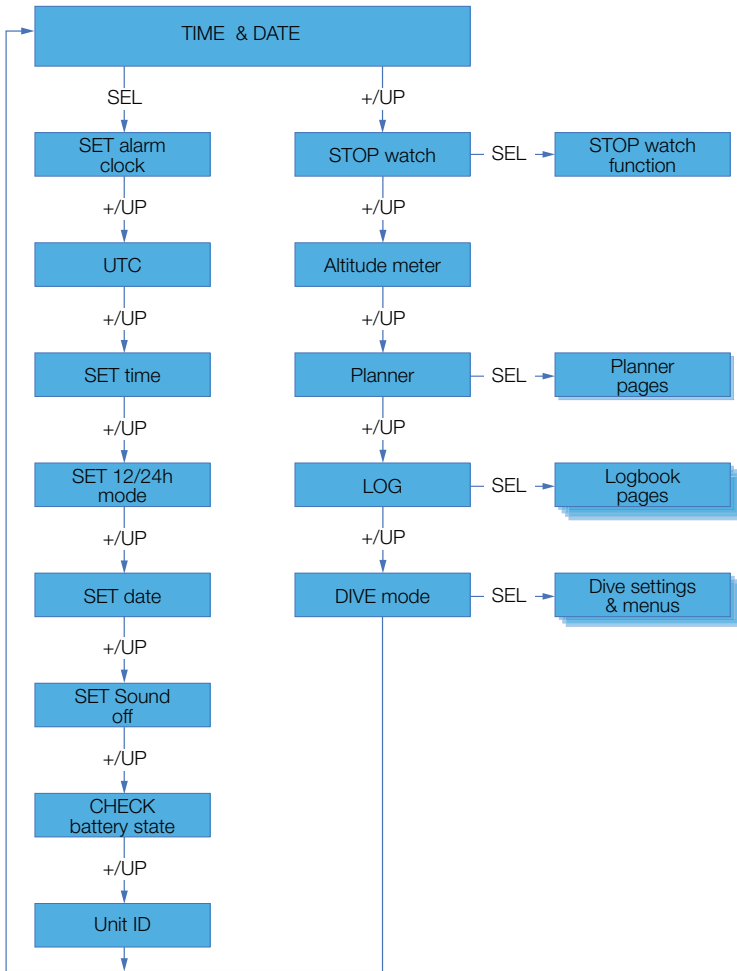 TIME & DATE
SEL
+/UP
SET alarm
clock
STOP watch
SEL
STOP watch
function
+/UP
+/UP
UTC
Altitude meter
+/UP
+/UP
SET time
Planner
SEL
Planner
pages
+/UP
+/UP
SET 12/24h
mode
LOG
SEL
Logbook
pages
+/UP
+/UP
SET date
DIVE mode
SEL
Dive settings
& menus
+/UP
SET Sound
off
+/UP
CHECK
battery state
+/UP
Unit ID